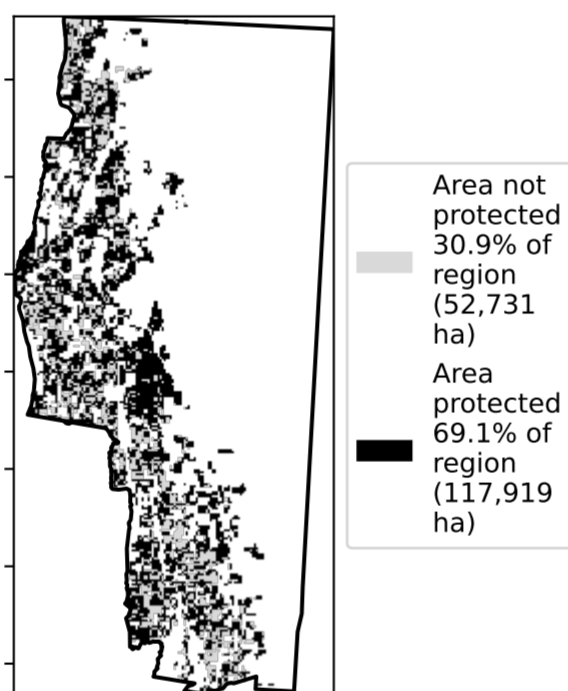 Area not
protected
30.9% of
region
(52,731
ha)
Area
protected
69.1% of
region
(117,919
ha)